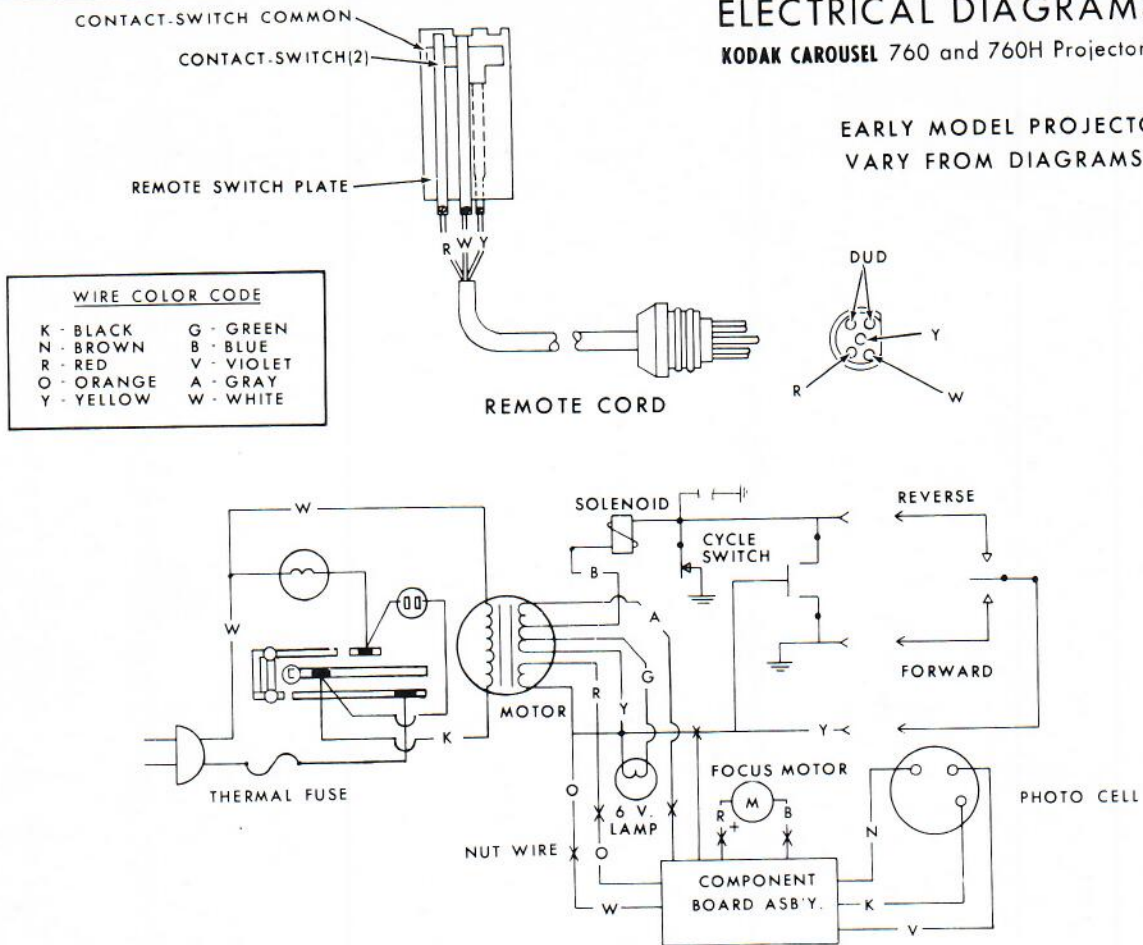 ELECTRICAL DIAGRAM
KODAK CAROUSEL 760 and 760H Projector
EARLY MODEL PROJECTO
VARY FROM DIAGRAMS
CONTACT-SWITCH COMMON
CONTACT-SWITCH(2)
REMOTE SWITCH PLATE
R W Y
WIRE COLOR CODE
K - BLACK G - GREEN
N - BROWN B - BLUE
R - RED V - VIOLET
O - ORANGE A - GRAY
Y - YELLOW W - WHITE
REMOTE CORD
DUD
Y
R
W
W
W
E
K
THERMAL FUSE
MOTOR
SOLENOID
B
CYCLE
SWITCH
A
G
R
Y
REVERSE
FORWARD
Y
6 V.
LAMP
O
NUT WIRE
O
W
FOCUS MOTOR
R + M B
COMPONENT
BOARD ASB'Y.
N
K
V
PHOTO CELL